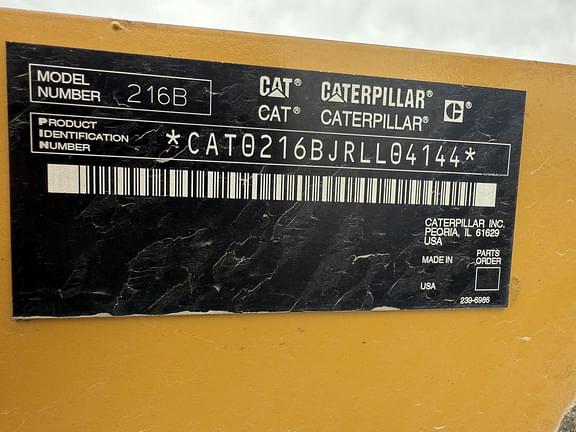 MODEL
NUMBER 216B
CAT® CATERPILLAR®
CAT® CATERPILLAR® C®
PRODUCT
IDENTIFICATION
NUMBER *CAT0216BJRLL04144*
CATERPILLAR INC.
PEORIA, IL 61629
USA
MADE IN
PARTS
ORDER
USA
239-6986